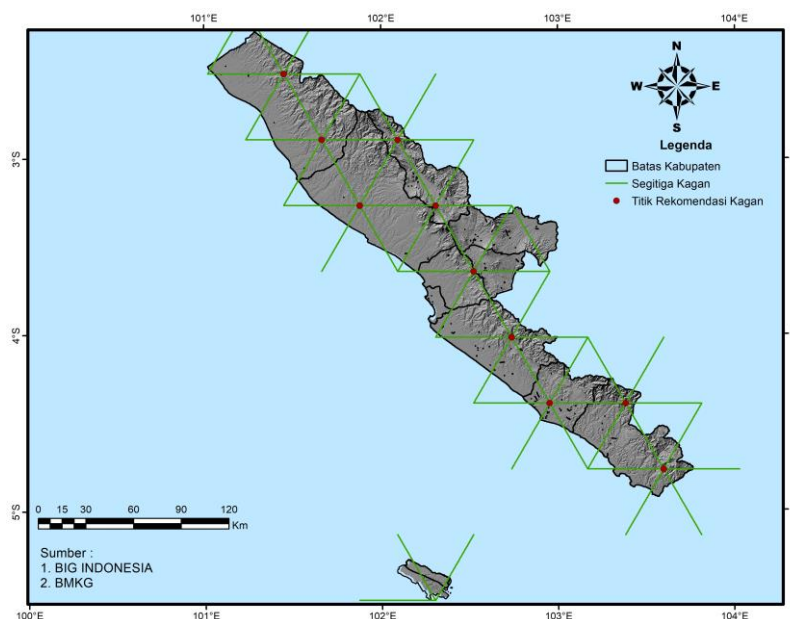 101°E 102°E 103°E 104°E
N
W E
S
Legenda
Batas Kabupaten
Segitiga Kagan
Titik Rekomendasi Kagan
3°S
4°S
5°S
0 15 30 60 90 120
Km
Sumber :
1. BIG INDONESIA
2. BMKG
100°E 101°E 102°E 103°E 104°E